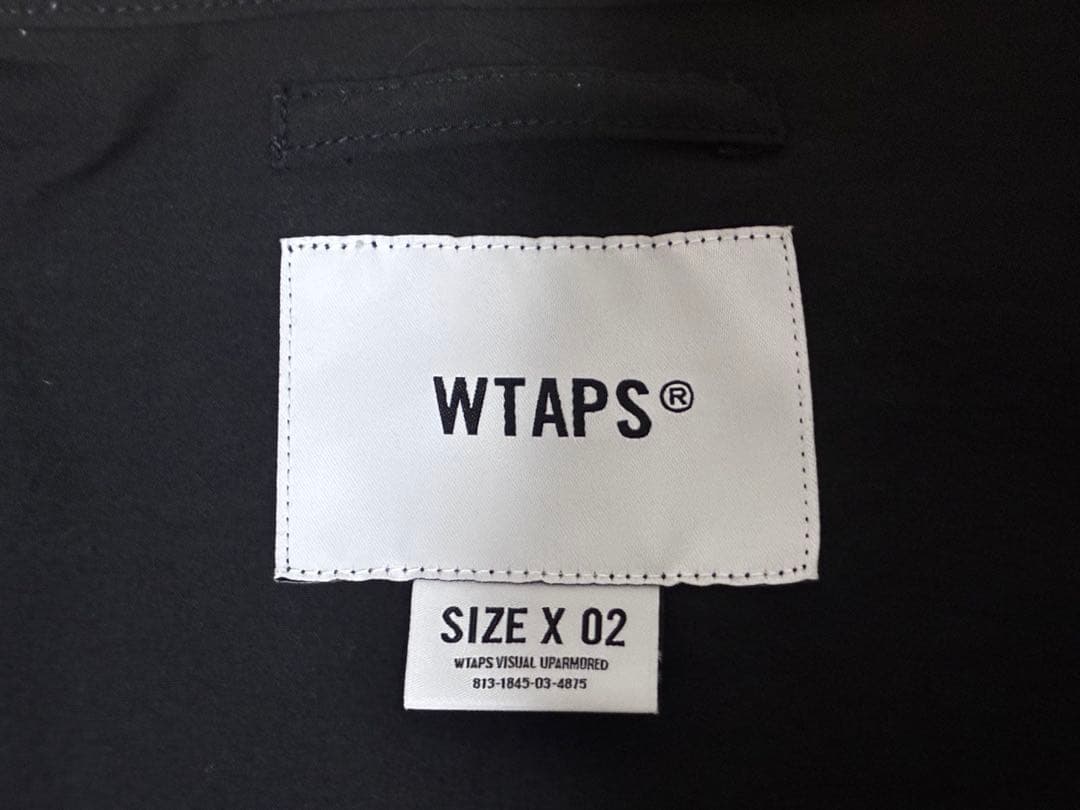 WTAPS®
SIZE X 02
WTAPS VISUAL UPARMORED
813-1845-03-4875